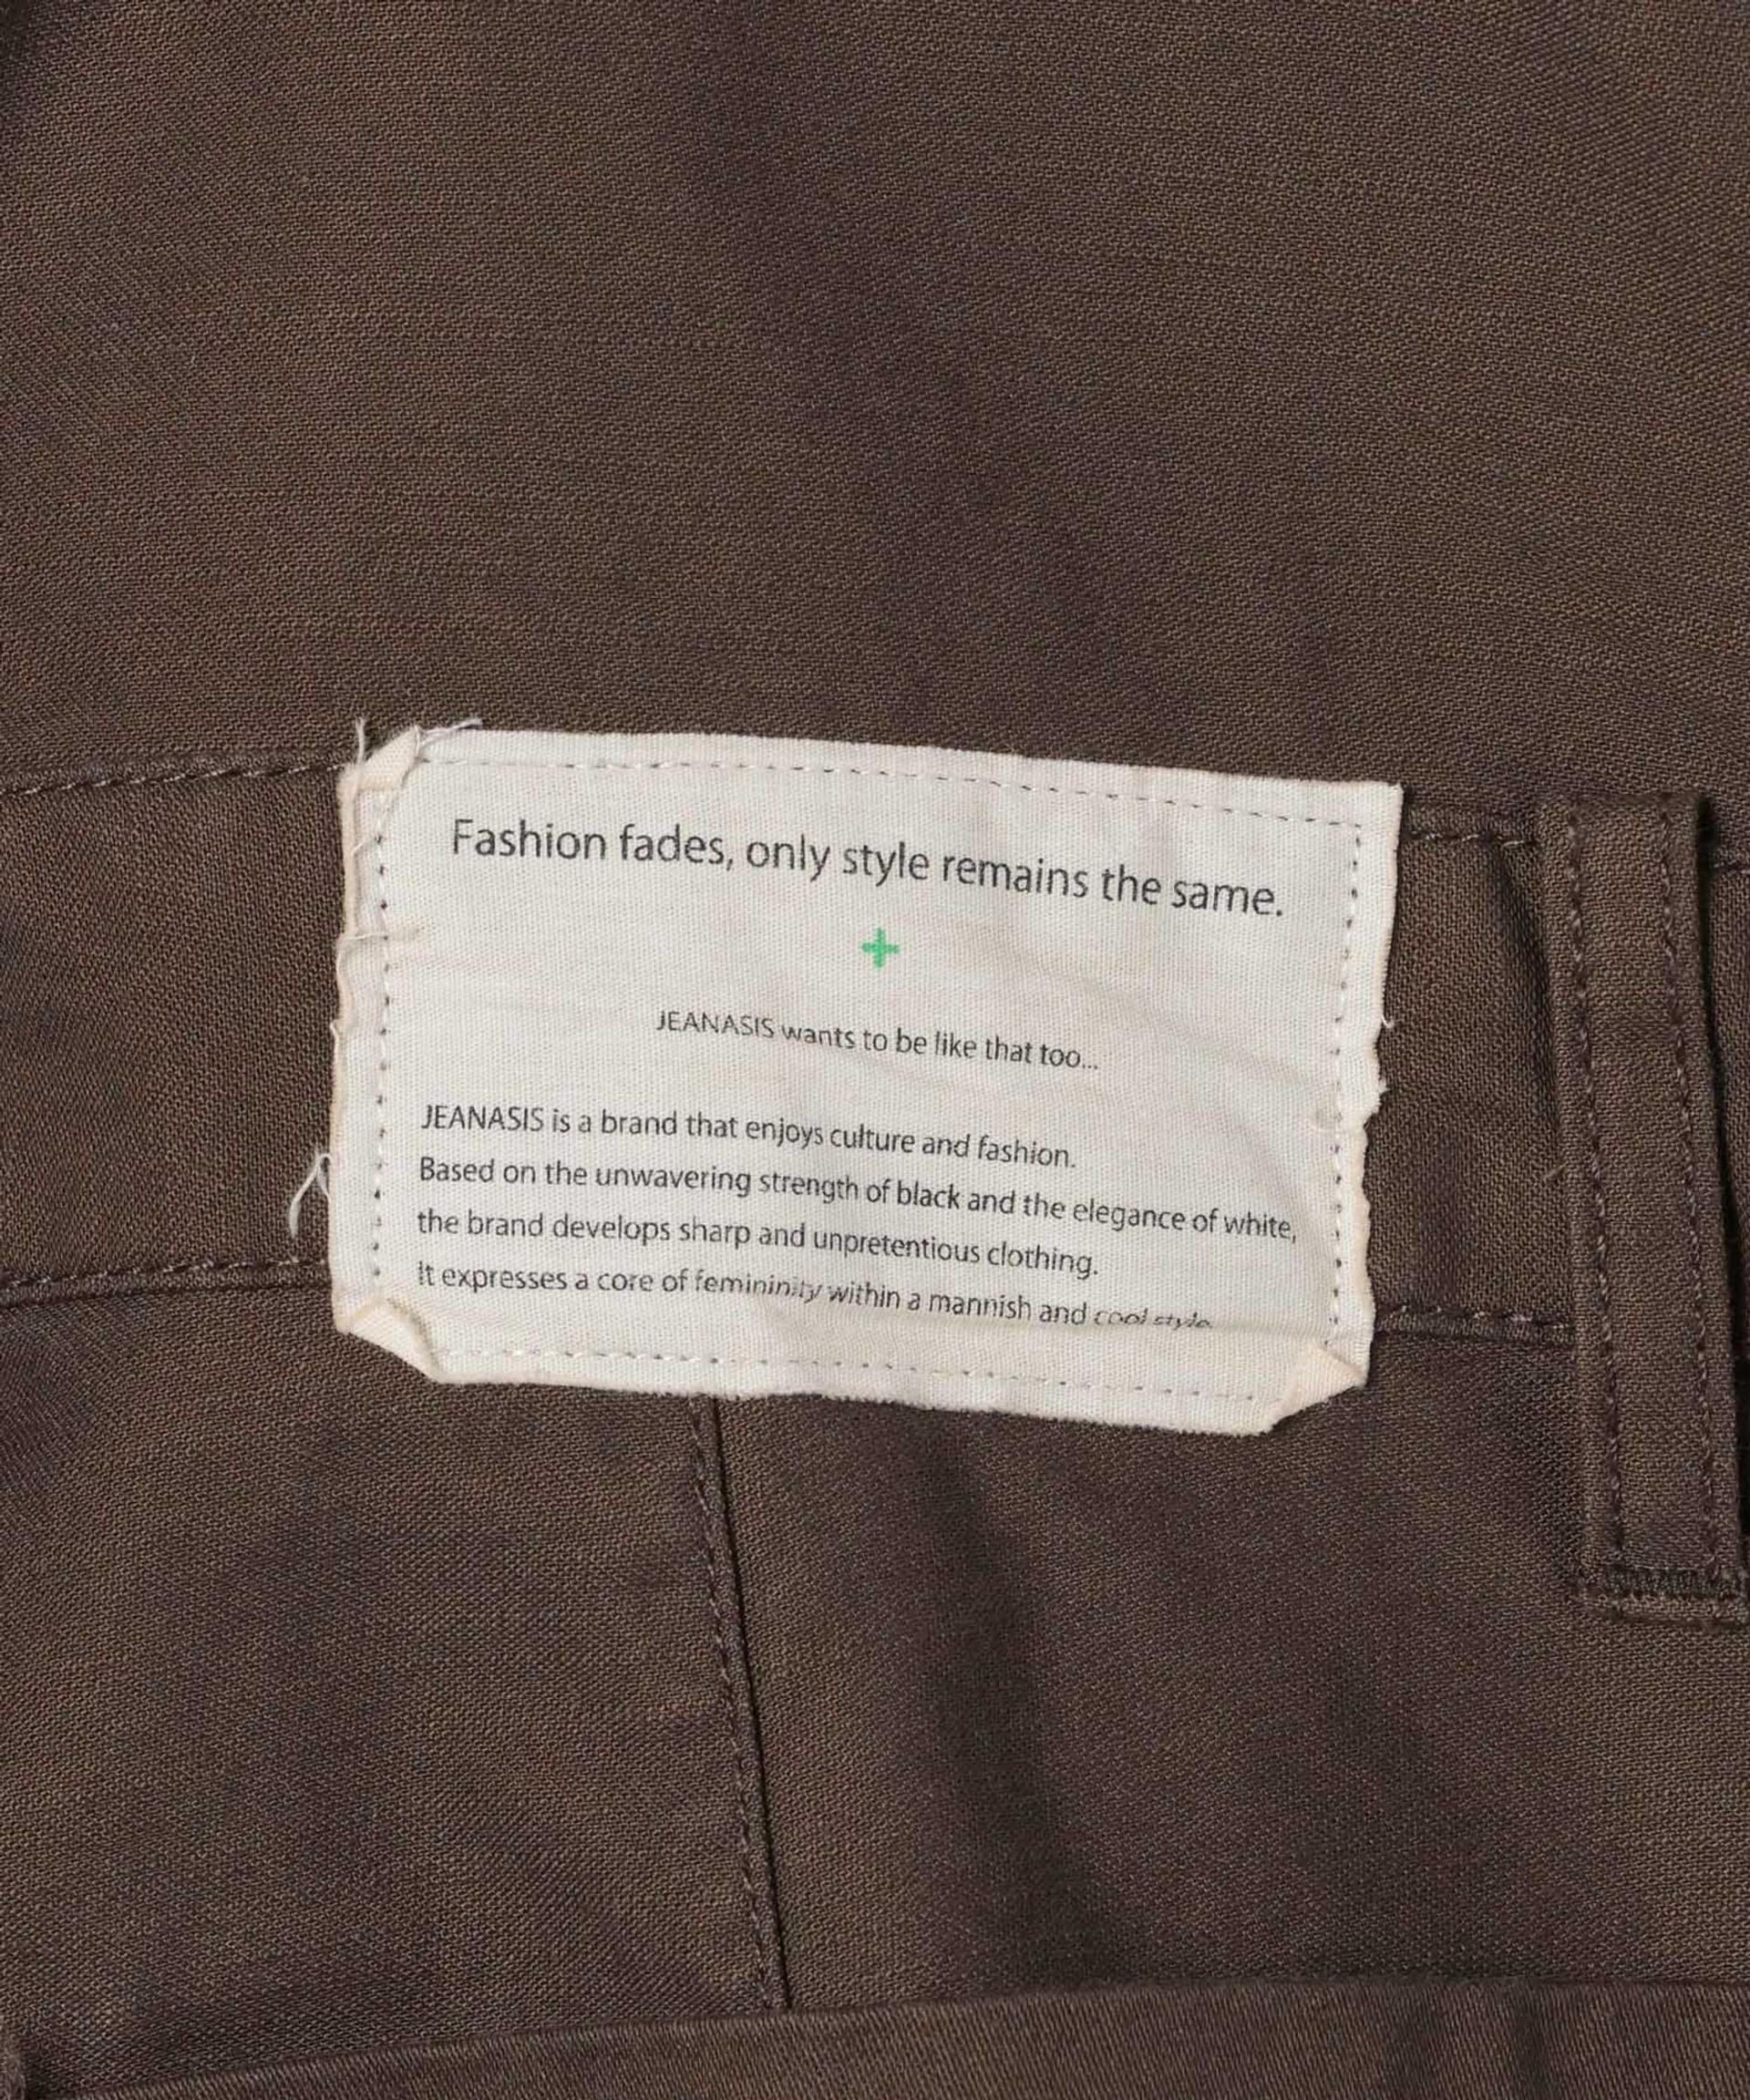 Fashion fades, only style remains the same.
+
JEANASIS wants to be like that too...
JEANASIS is a brand that enjoys culture and fashion.
Based on the unwavering strength of black and the elegance of white,
the brand develops sharp and unpretentious clothing.
It expresses a core of femininity within a mannish and cool style.